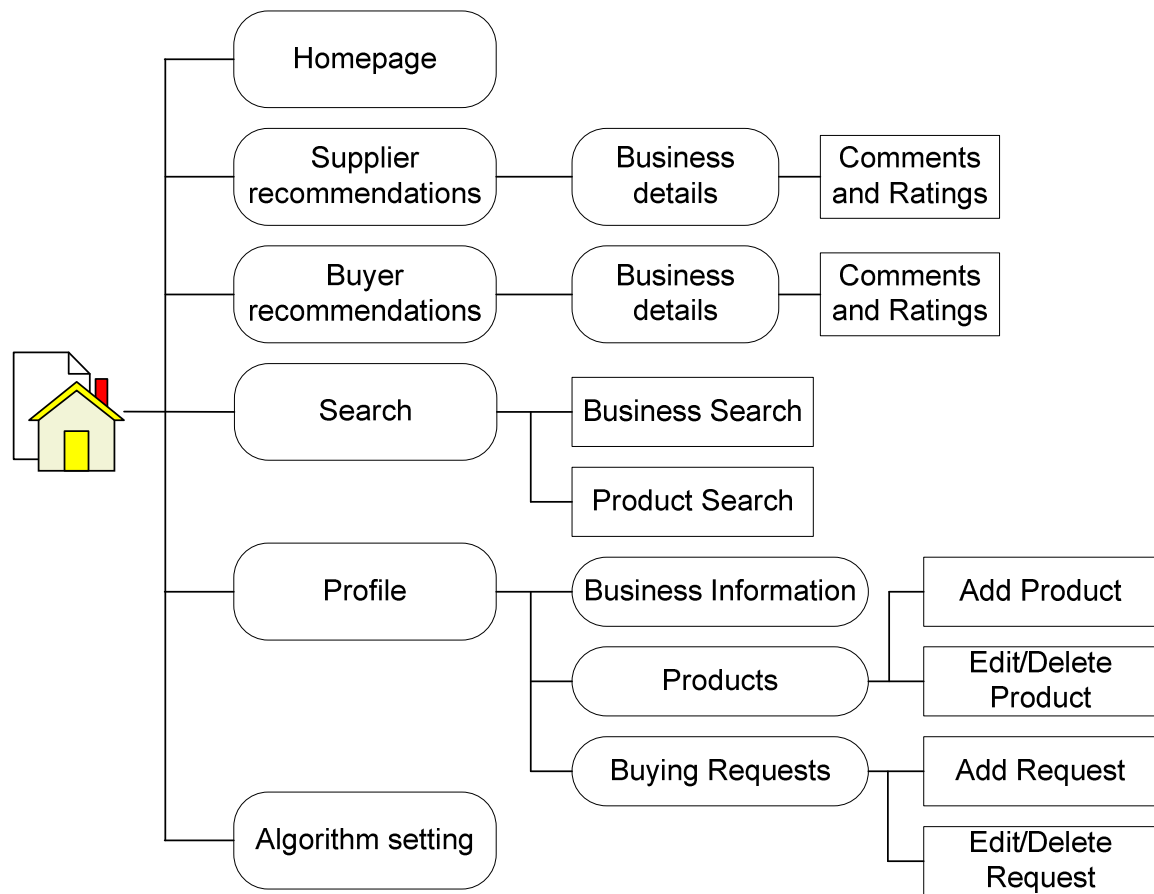 Homepage
Supplier
recommendations
Business
details
Comments
and Ratings
Buyer
recommendations
Business
details
Comments
and Ratings
Search
Business Search
Product Search
Profile
Business Information
Add Product
Products
Edit/Delete
Product
Buying Requests
Add Request
Algorithm setting
Edit/Delete
Request